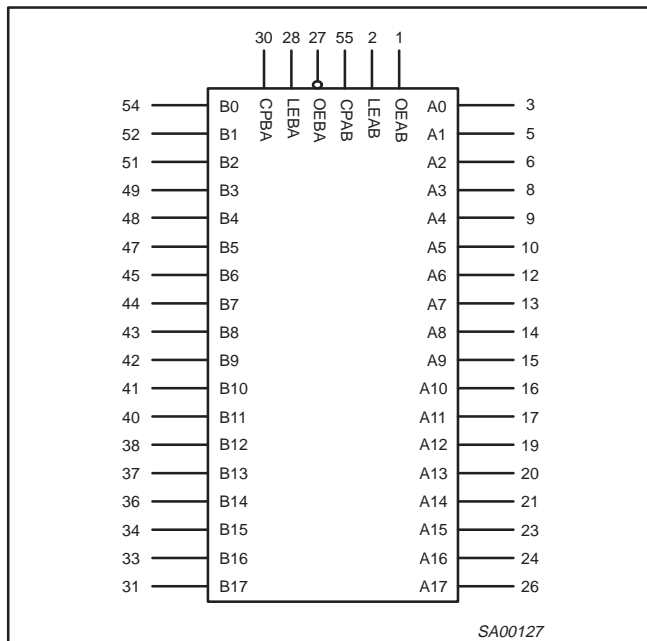 30 28 27 55 2 1
CPBA LEBA OEBA CPAB LEAB OEAB
54 B0 A0 3
52 B1 A1 5
51 B2 A2 6
49 B3 A3 8
48 B4 A4 9
47 B5 A5 10
45 B6 A6 12
44 B7 A7 13
43 B8 A8 14
42 B9 A9 15
41 B10 A10 16
40 B11 A11 17
38 B12 A12 19
37 B13 A13 20
36 B14 A14 21
34 B15 A15 23
33 B16 A16 24
31 B17 A17 26
SA00127